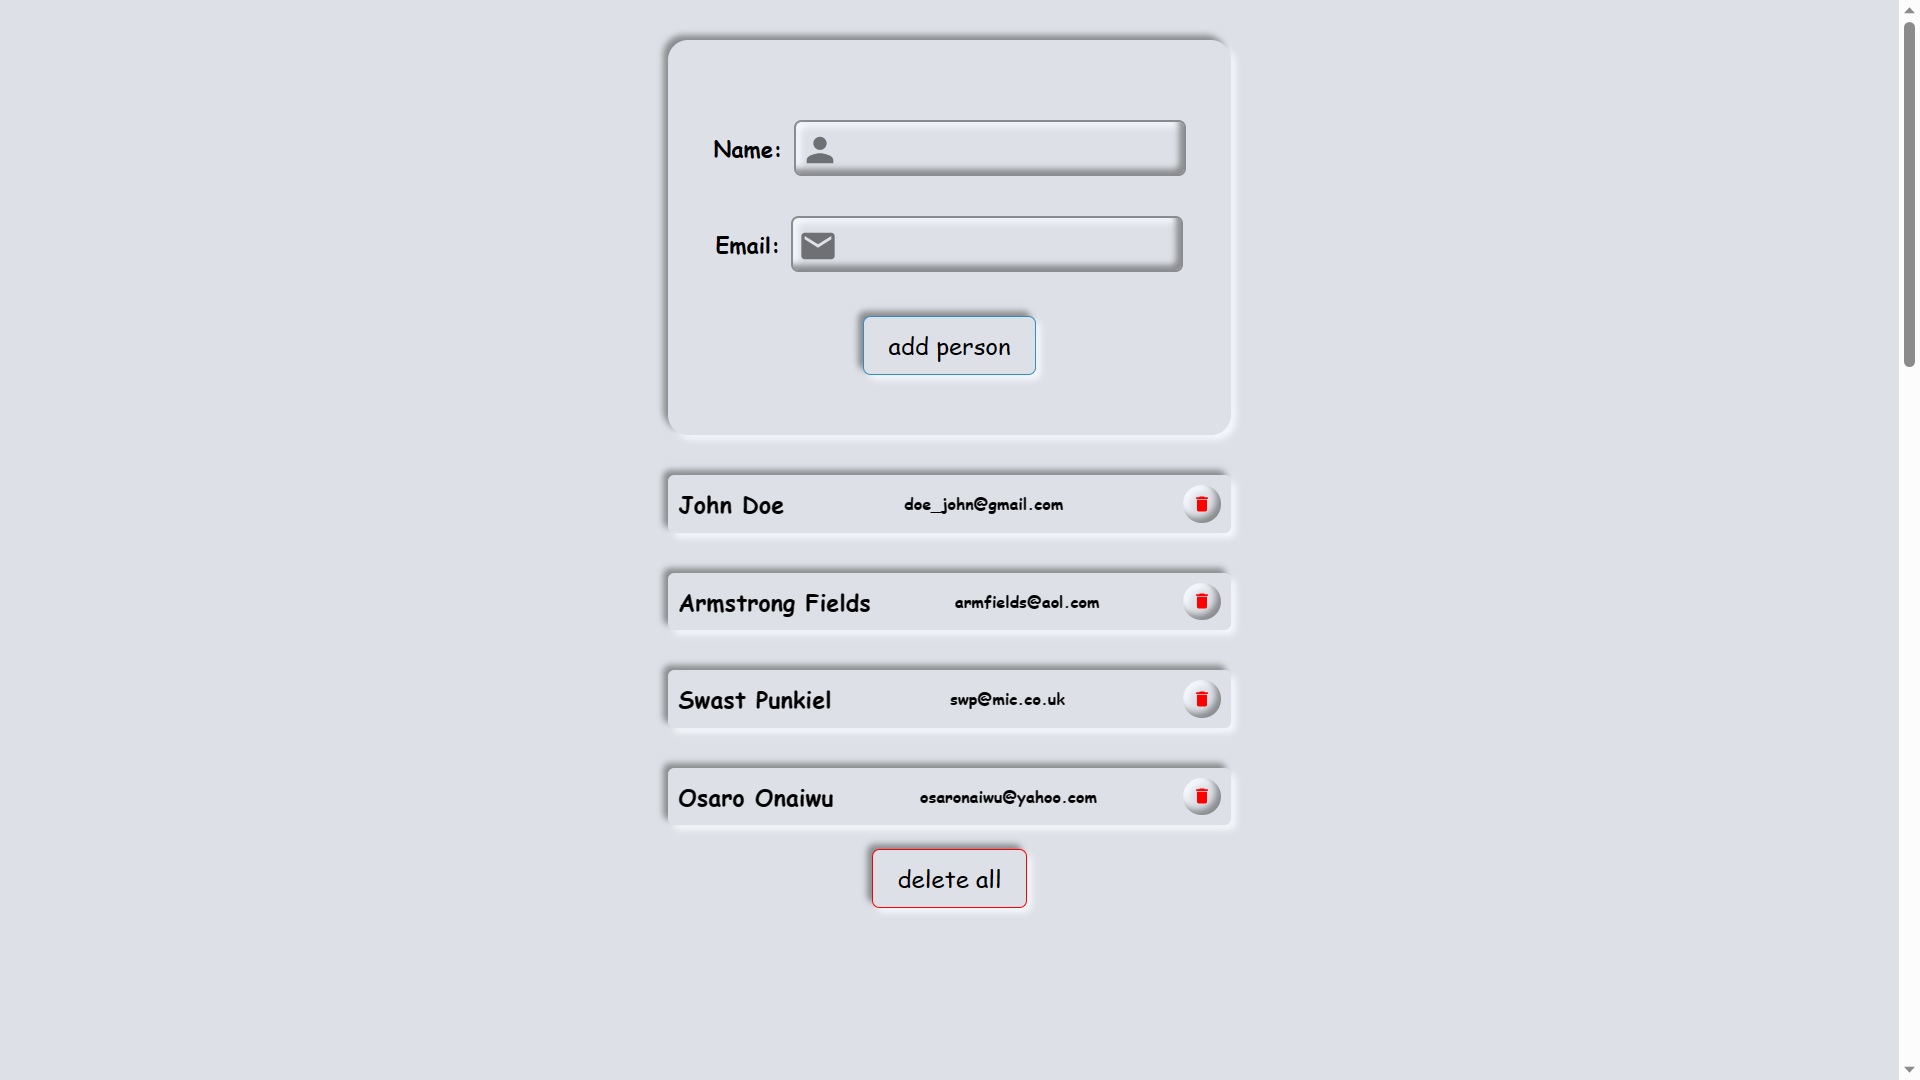 Name:
Email:
add person
John Doe doe_john@gmail.com
Armstrong Fields armfields@aol.com
Swast Punkiel swp@mic.co.uk
Osaro Onaiwu osaronaiwu@yahoo.com
delete all